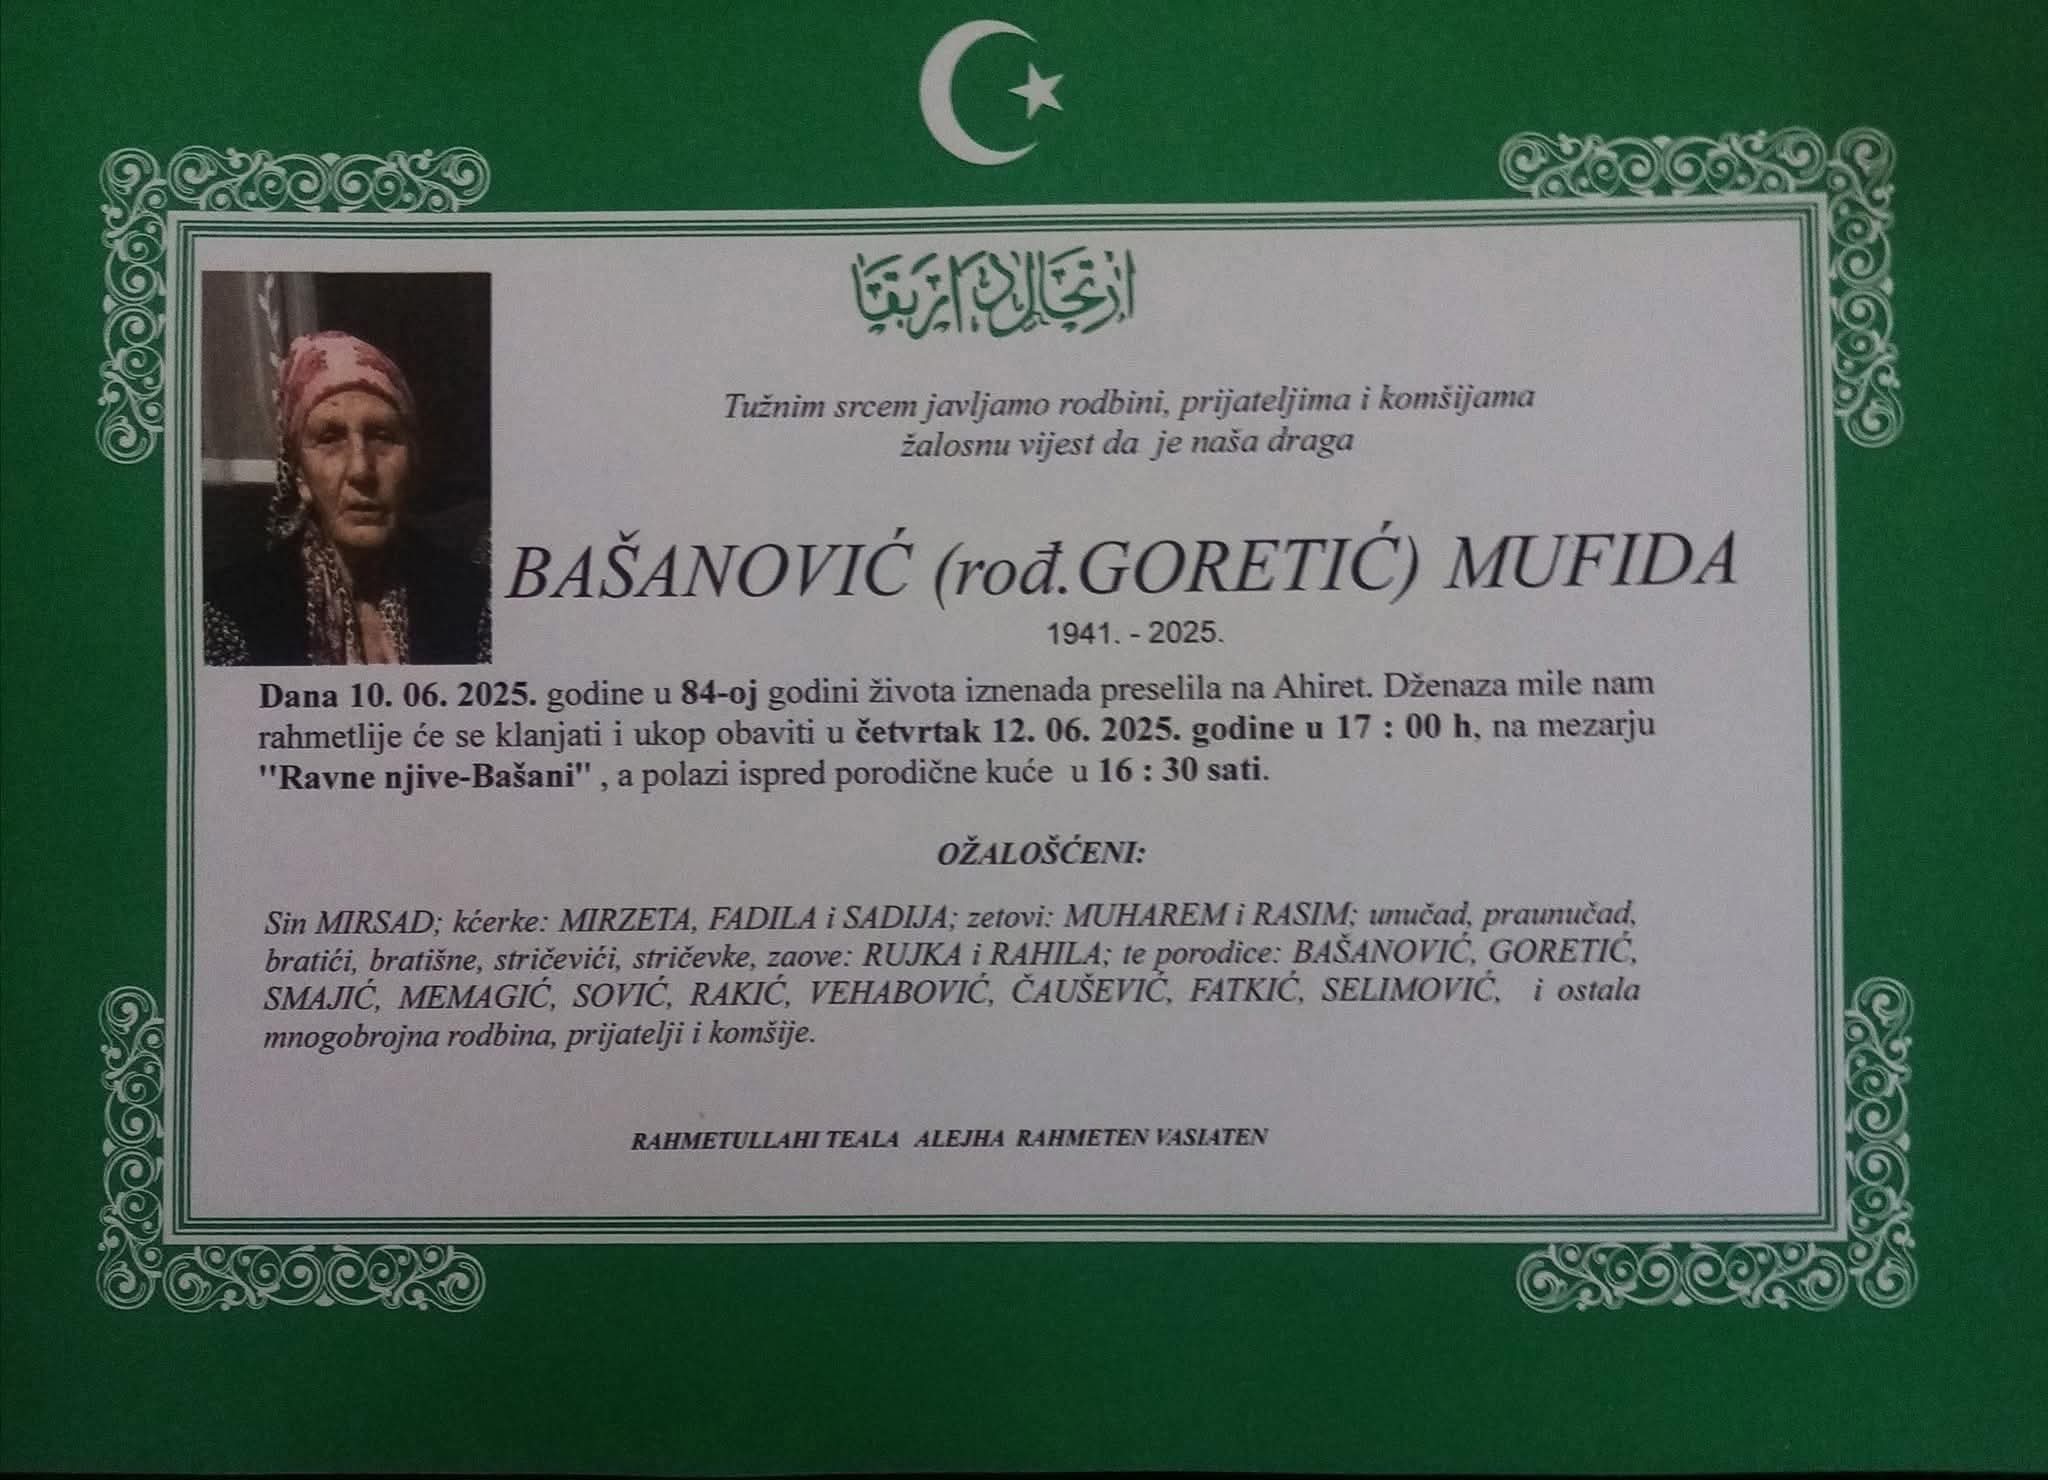 ارتحال دار بقا
Tužnim srcem javljamo rodbini, prijateljima i komšijama
žalosnu vijest da je naša draga
BAŠANOVIĆ (rođ.GORETIĆ) MUFIDA
1941. - 2025.
Dana 10. 06. 2025. godine u 84-oj godini života iznenada preselila na Ahiret. Dženaza mile nam
rahmetlije će se klanjati i ukop obaviti u četvrtak 12. 06. 2025. godine u 17 : 00 h, na mezarju
"Ravne njive-Bašani" , a polazi ispred porodične kuće u 16 : 30 sati.
OŽALOŠĆENI:
Sin MIRSAD; kćerke: MIRZETA, FADILA i SADIJA; zetovi: MUHAREM i RASIM; unučad, praunučad,
bratići, bratišne, stričevići, stričevke, zaove: RUJKA i RAHILA; te porodice: BAŠANOVIĆ, GORETIĆ,
SMAJIĆ, MEMAGIĆ, SOVIĆ, RAKIĆ, VEHABOVIĆ, ČAUŠEVIĆ, FATKIĆ, SELIMOVIĆ, i ostala
mnogobrojna rodbina, prijatelji i komšije.
RAHMETULLAHI TEALA ALEJHA RAHMETEN VASIATEN